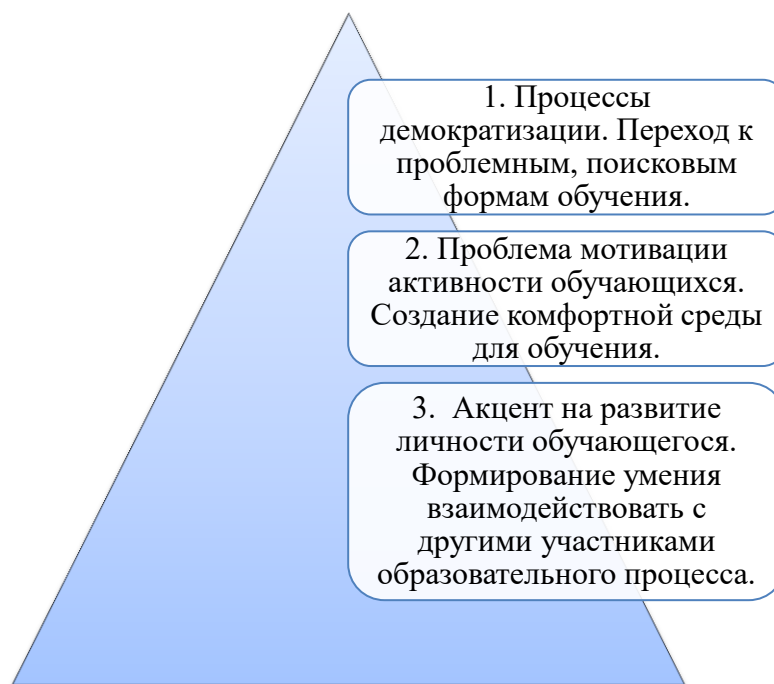 1. Процессы
демократизации. Переход к
проблемным, поисковым
формам обучения.
2. Проблема мотивации
активности обучающихся.
Создание комфортной среды
для обучения.
3. Акцент на развитие
личности обучающегося.
Формирование умения
взаимодействовать с
другими участниками
образовательного процесса.